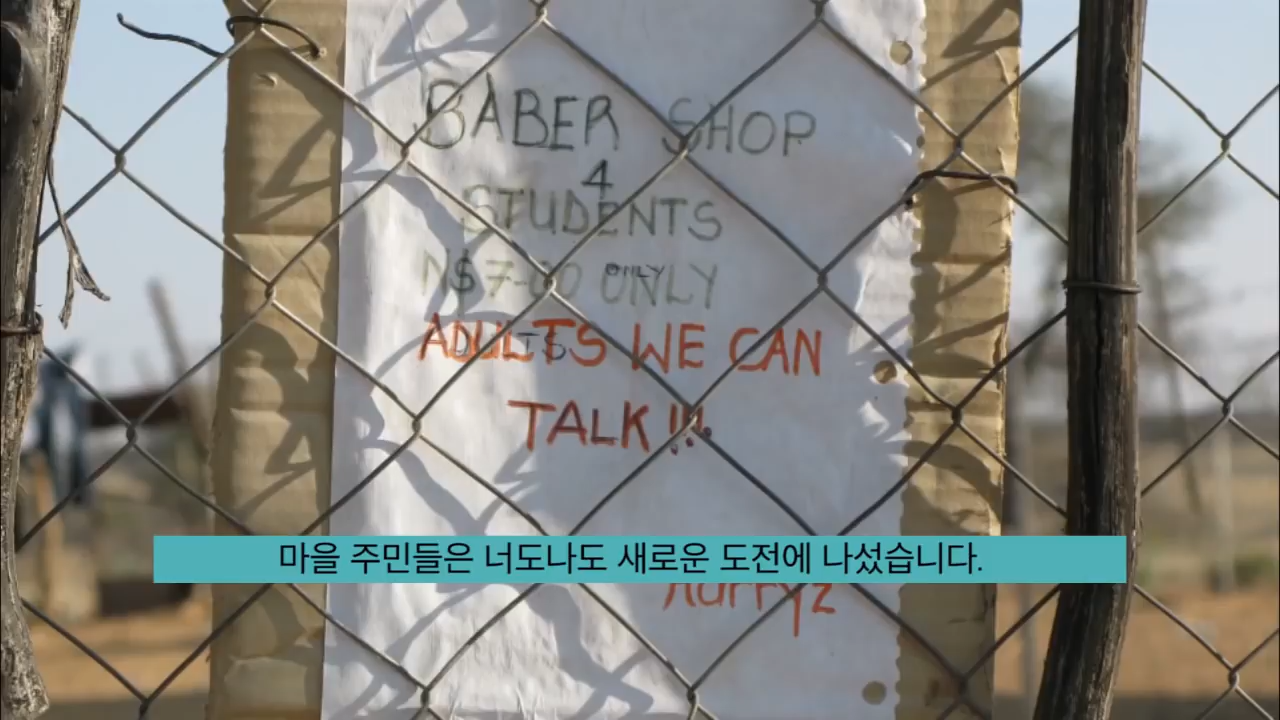 BABER SHOP
4
STUDENTS
N$7-00 ONLY ONLY
ADULTS WE CAN
TALK !!!
마을 주민들은 너도나도 새로운 도전에 나섰습니다.